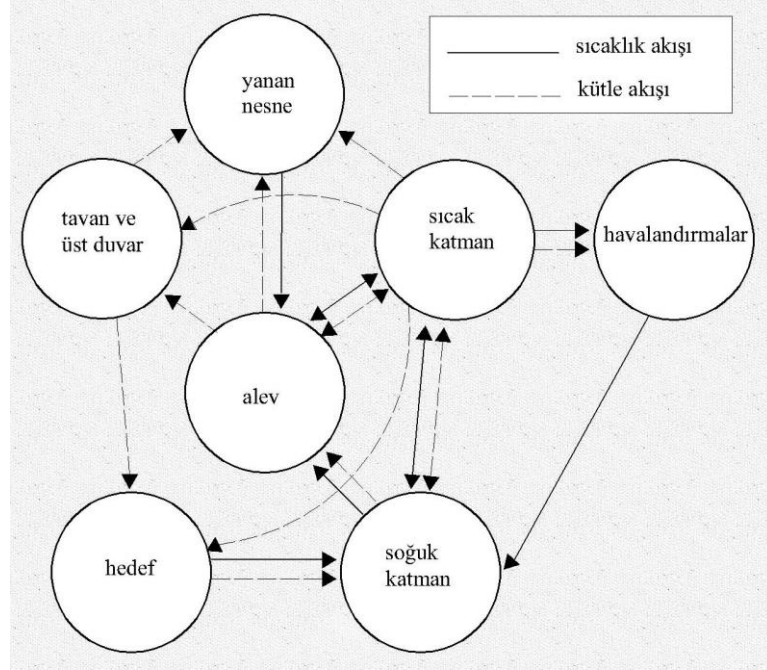 sıcaklık akışı
kütle akışı
yanan
nesne
tavan ve
üst duvar
sıcak
katman
havalandırmalar
alev
hedef
soğuk
katman